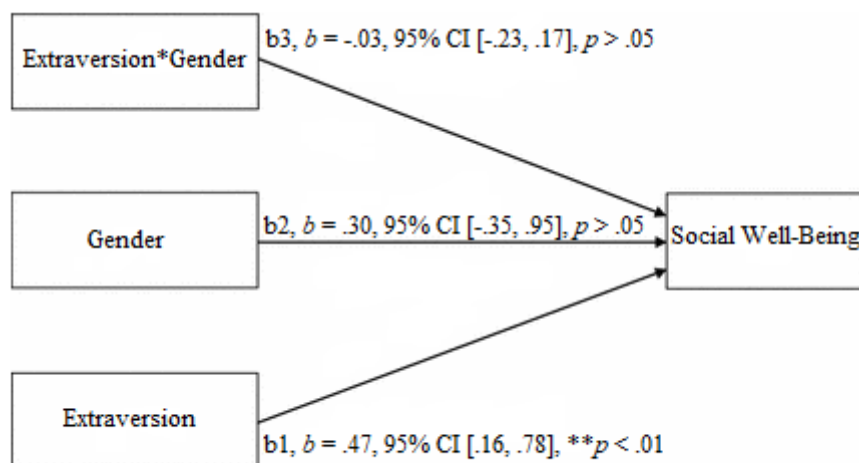 b3, b = -.03, 95% CI [-.23, .17], p > .05
Extraversion*Gender
b2, b = .30, 95% CI [-.35, .95], p > .05
Gender
Social Well-Being
Extraversion
b1, b = .47, 95% CI [.16, .78], **p < .01